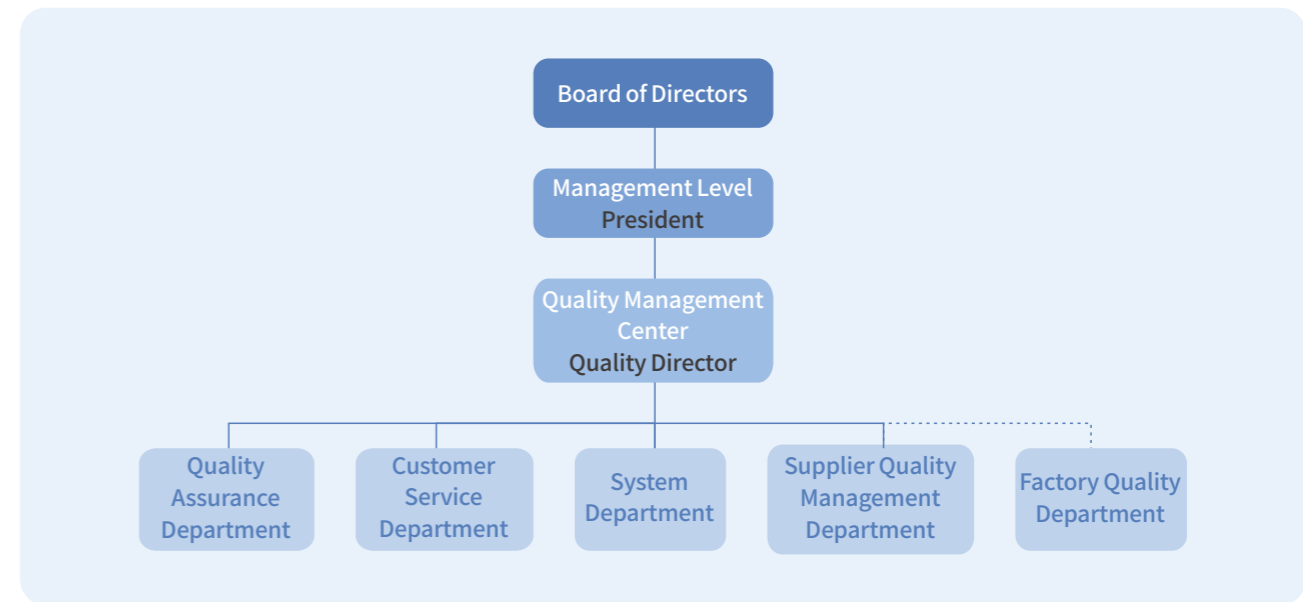 Board of Directors
Management Level
President
Quality Management
Center
Quality Director
Quality
Assurance
Department
Customer
Service
Department
System
Department
Supplier Quality
Management
Department
Factory Quality
Department